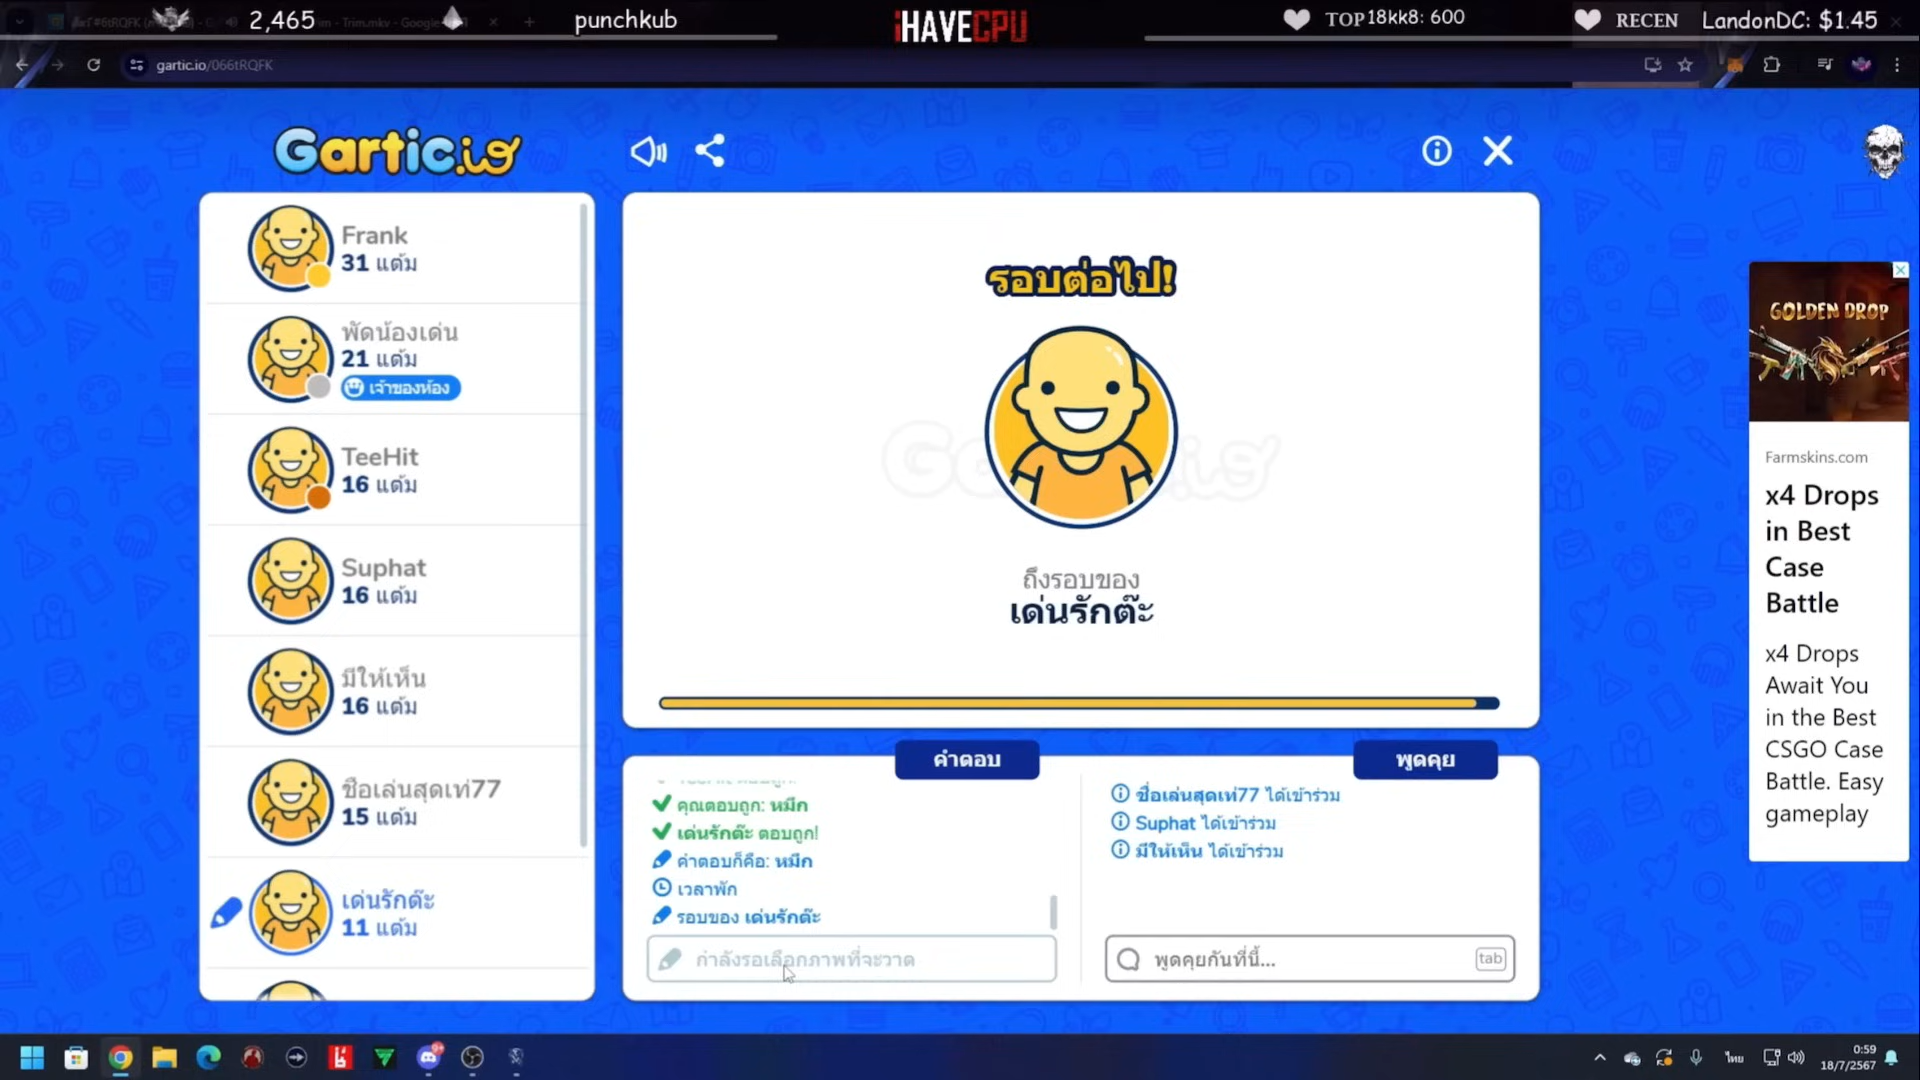 2,465
punchkub
iHAVECPU
TOP 18kk8: 600
RECEN LandonDC: $1.45
gartic.io/066tRQFK
Gartic.io
Frank
31 แต้ม
พัดน้องเด่น
21 แต้ม
เจ้าของห้อง
TeeHit
16 แต้ม
Suphat
16 แต้ม
มีให้เห็น
16 แต้ม
ชื่อเล่นสุดเท่77
15 แต้ม
เด่นรักต๊ะ
11 แต้ม
รอบต่อไป!
ถึงรอบของ
เด่นรักต๊ะ
คำตอบ
คุณตอบถูก: หมึก
เด่นรักต๊ะ ตอบถูก!
คำตอบก็คือ: หมึก
เวลาพัก
รอบของ เด่นรักต๊ะ
กำลังรอเลือกภาพที่จะวาด
พูดคุย
ชื่อเล่นสุดเท่77 ได้เข้าร่วม
Suphat ได้เข้าร่วม
มีให้เห็น ได้เข้าร่วม
พูดคุยกันที่นี้...
tab
GOLDEN DROP
Farmskins.com
x4 Drops
in Best
Case
Battle
x4 Drops
Await You
in the Best
CSGO Case
Battle. Easy
gameplay
ไทย
0:59
18/7/2567